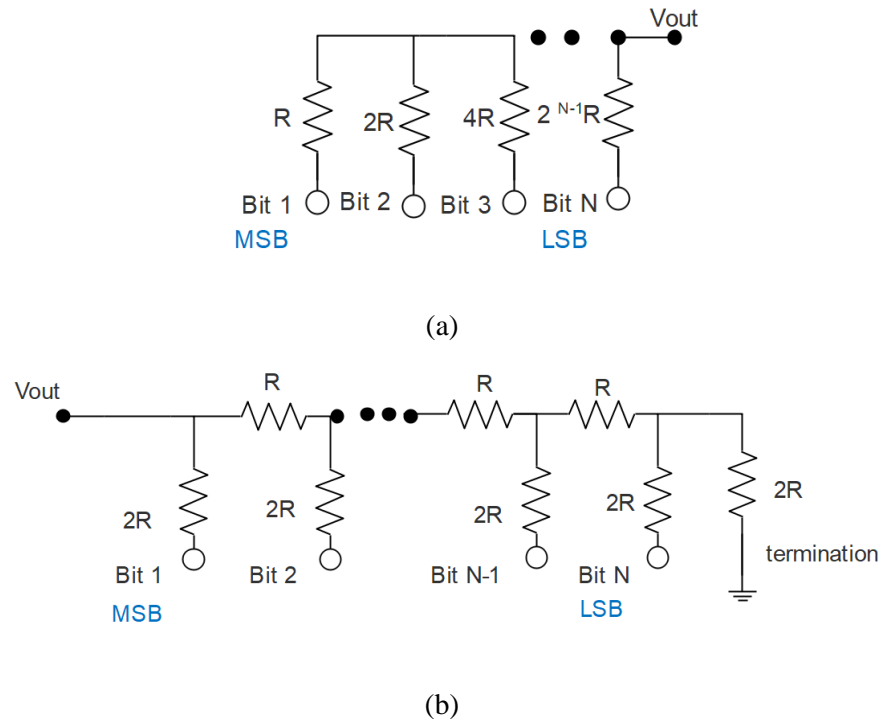 Vout
R 2R 4R 2 N-1R
Bit 1 Bit 2 Bit 3 Bit N
MSB LSB
(a)
Vout R R R
2R 2R 2R 2R 2R
termination
Bit 1 Bit 2 Bit N-1 Bit N
MSB LSB
(b)